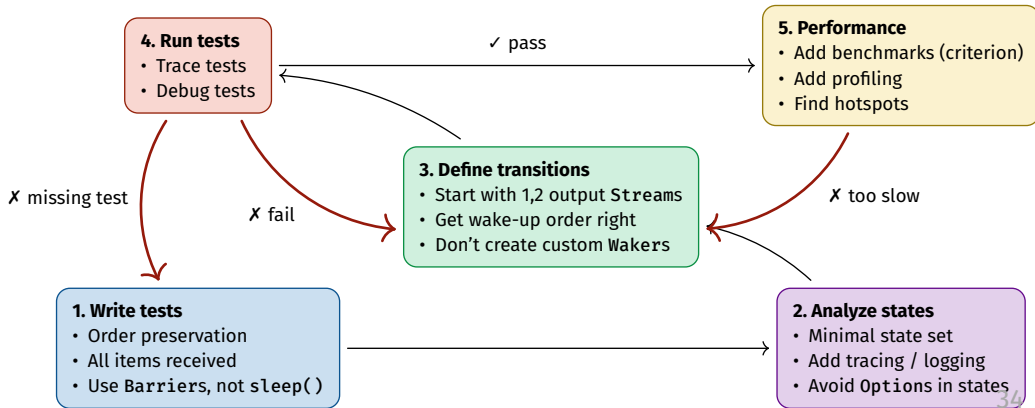 4. Run tests
• Trace tests
• Debug tests
✓ pass
5. Performance
• Add benchmarks (criterion)
• Add profiling
• Find hotspots
✗ missing test
✗ fail
3. Define transitions
• Start with 1,2 output Streams
• Get wake-up order right
• Don't create custom Wakers
✗ too slow
1. Write tests
• Order preservation
• All items received
• Use Barriers, not sleep()
2. Analyze states
• Minimal state set
• Add tracing / logging
• Avoid Options in states
34